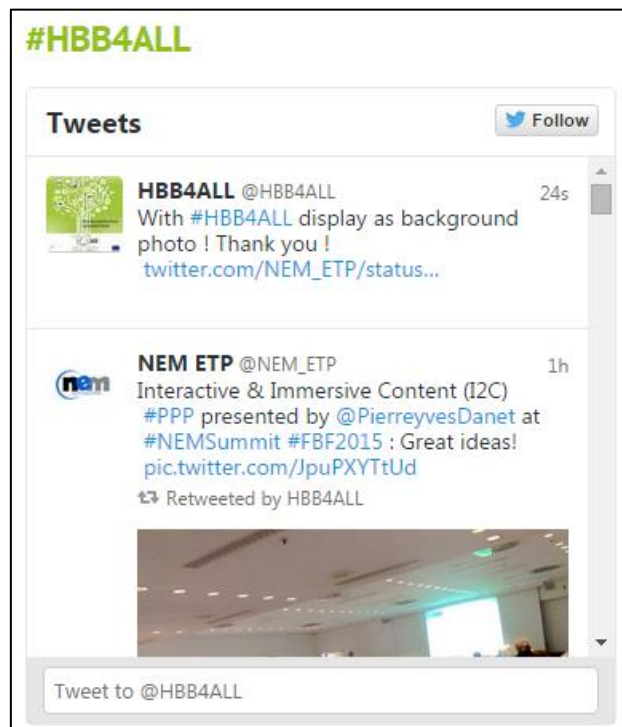 #HBB4ALL
Tweets
Follow
HBB4ALL @HBB4ALL 24s
With #HBB4ALL display as background
photo ! Thank you !
twitter.com/NEM_ETP/status...
nem
NEM ETP @NEM_ETP 1h
Interactive & Immersive Content (I2C)
#PPP presented by @PierreyvesDanet at
#NEMSummit #FBF2015 : Great ideas!
pic.twitter.com/JpuPXYTtUd
Retweeted by HBB4ALL
Tweet to @HBB4ALL